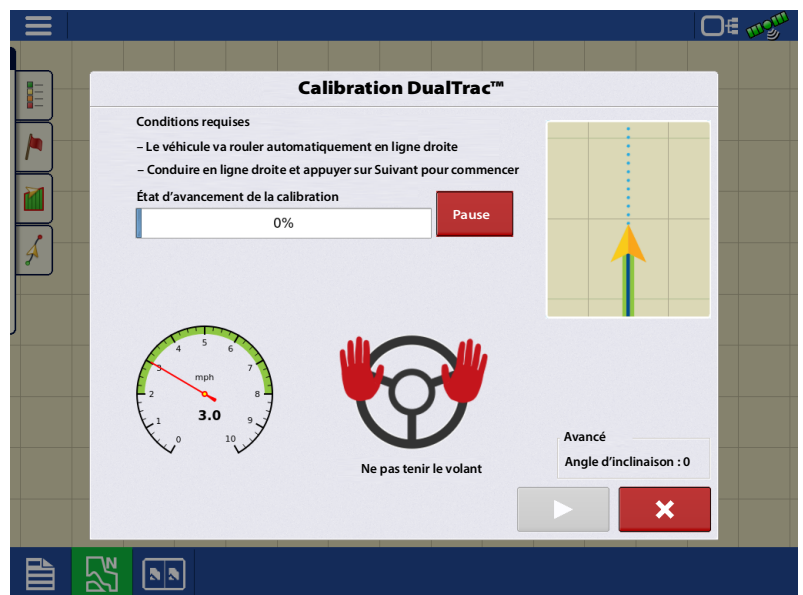 Calibration DualTrac™
Conditions requises
– Le véhicule va rouler automatiquement en ligne droite
– Conduire en ligne droite et appuyer sur Suivant pour commencer
État d’avancement de la calibration
0%
Pause
0
1
2
3
4
5
6
7
8
9
10
mph
3.0
Ne pas tenir le volant
Avancé
Angle d’inclinaison : 0
N